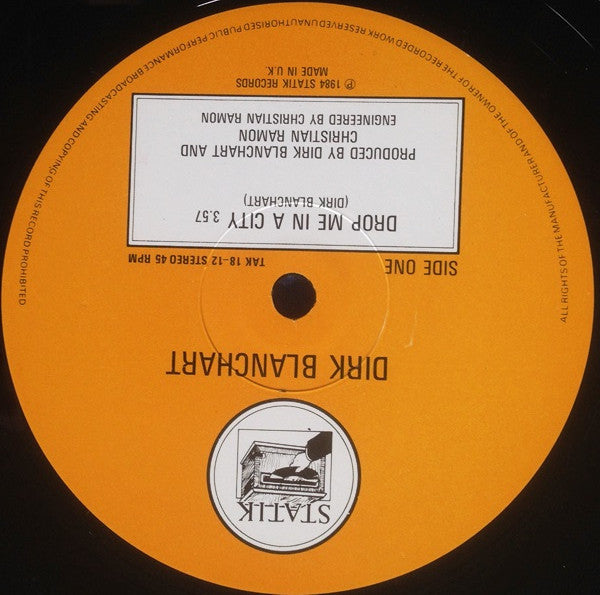 STATIK
DIRK BLANCHART
SIDE ONE
TAK 18-12 STEREO 45 RPM
DROP ME IN A CITY 3.57
(DIRK BLANCHART)
PRODUCED BY DIRK BLANCHART AND
CHRISTIAN RAMON
ENGINEERED BY CHRISTIAN RAMON
℗ 1984 STATIK RECORDS
MADE IN U.K.
ALL RIGHTS OF THE MANUFACTURER AND OF THE OWNER OF THE RECORDED WORK RESERVED UNAUTHORISED PUBLIC PERFORMANCE BROADCASTING AND COPYING OF THIS RECORD PROHIBITED